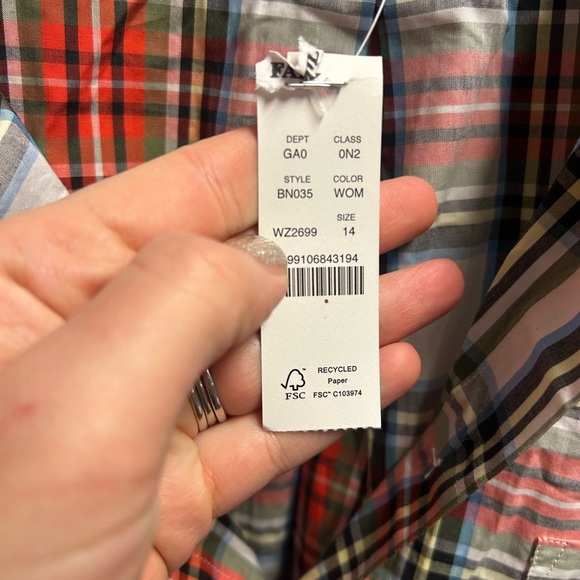 DEPT CLASS
GA0 0N2
STYLE COLOR
BN035 WOM
SIZE
WZ2699 14
99106843194
RECYCLED
Paper
FSC FSC™ C103974